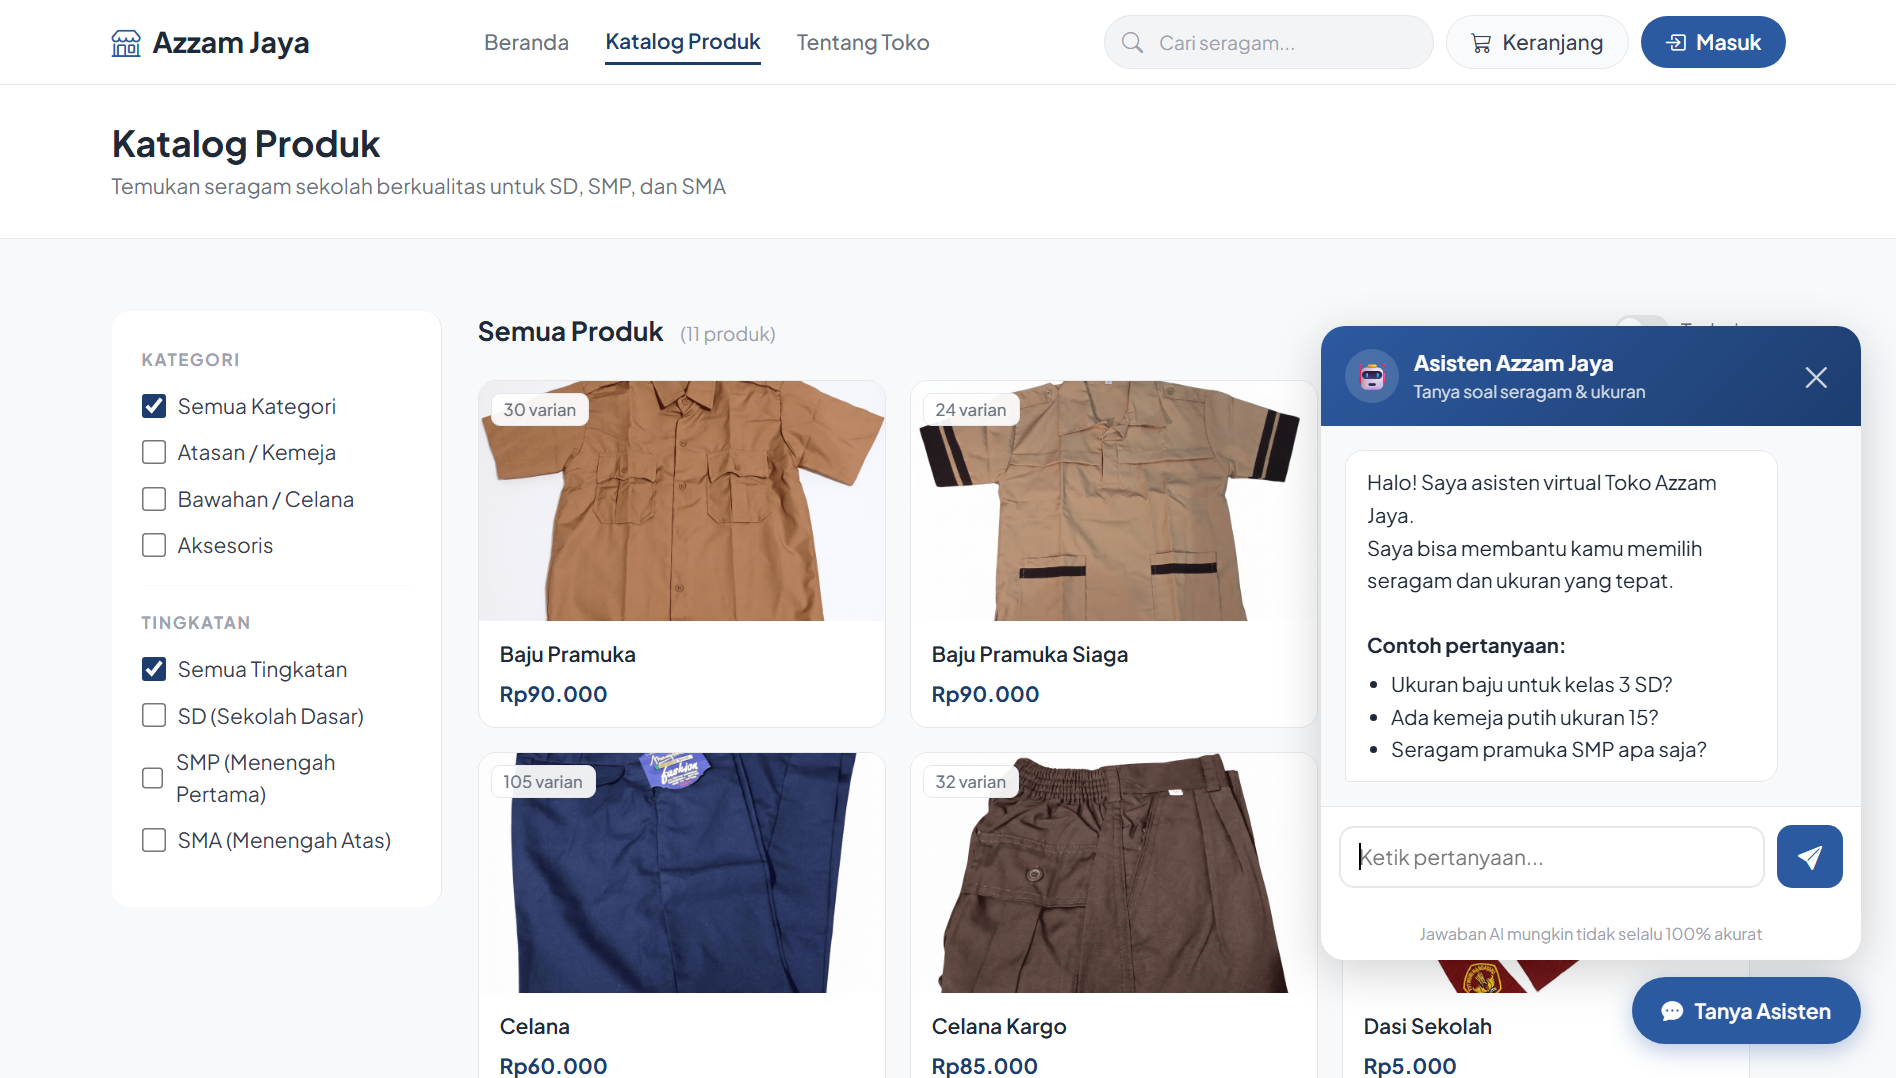 Azzam Jaya
Beranda
Katalog Produk
Tentang Toko
Cari seragam...
Keranjang
Masuk
Katalog Produk
Temukan seragam sekolah berkualitas untuk SD, SMP, dan SMA
KATEGORI
Semua Kategori
Atasan / Kemeja
Bawahan / Celana
Aksesoris
TINGKATAN
Semua Tingkatan
SD (Sekolah Dasar)
SMP (Menengah
Pertama)
SMA (Menengah Atas)
Semua Produk (11 produk)
30 varian
Baju Pramuka
Rp90.000
24 varian
Baju Pramuka Siaga
Rp90.000
105 varian
fashion
Celana
Rp60.000
32 varian
Celana Kargo
Rp85.000
Dasi Sekolah
Rp5.000
Asisten Azzam Jaya
Tanya soal seragam & ukuran
Halo! Saya asisten virtual Toko Azzam
Jaya.
Saya bisa membantu kamu memilih
seragam dan ukuran yang tepat.
Contoh pertanyaan:
• Ukuran baju untuk kelas 3 SD?
• Ada kemeja putih ukuran 15?
• Seragam pramuka SMP apa saja?
Ketik pertanyaan...
Jawaban AI mungkin tidak selalu 100% akurat
Tanya Asisten